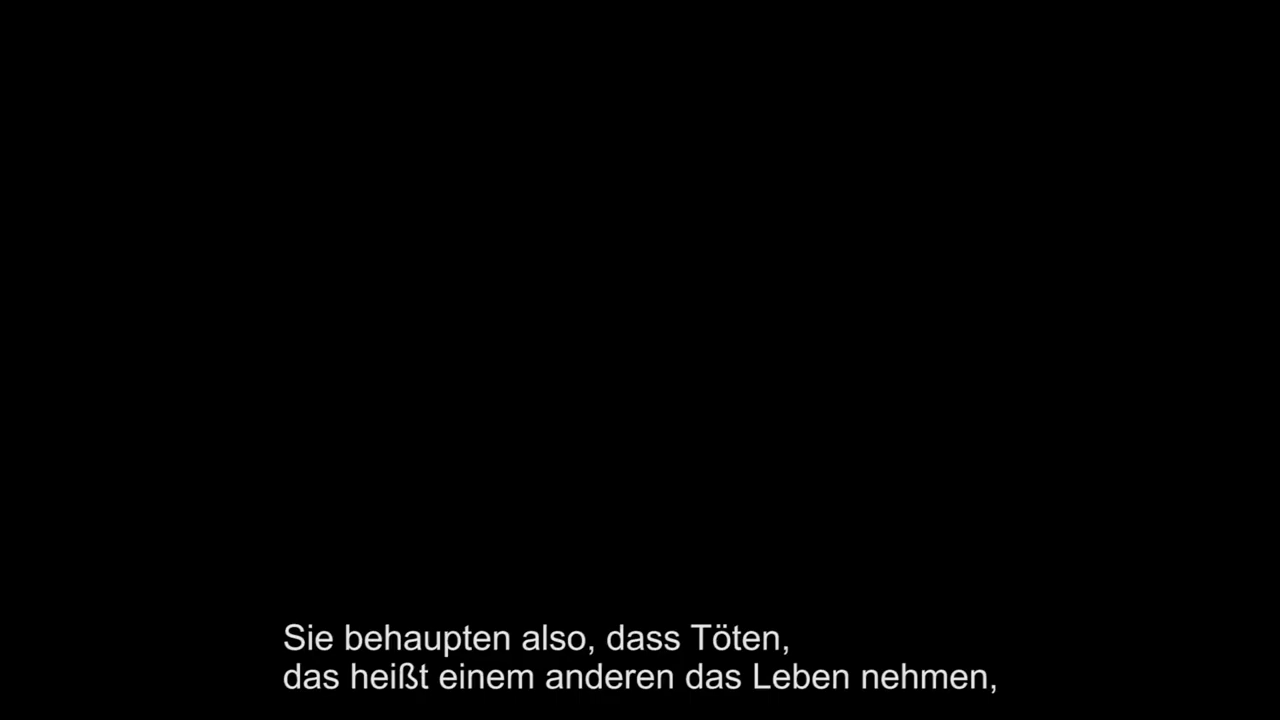 Sie behaupten also, dass Töten,
das heißt einem anderen das Leben nehmen,